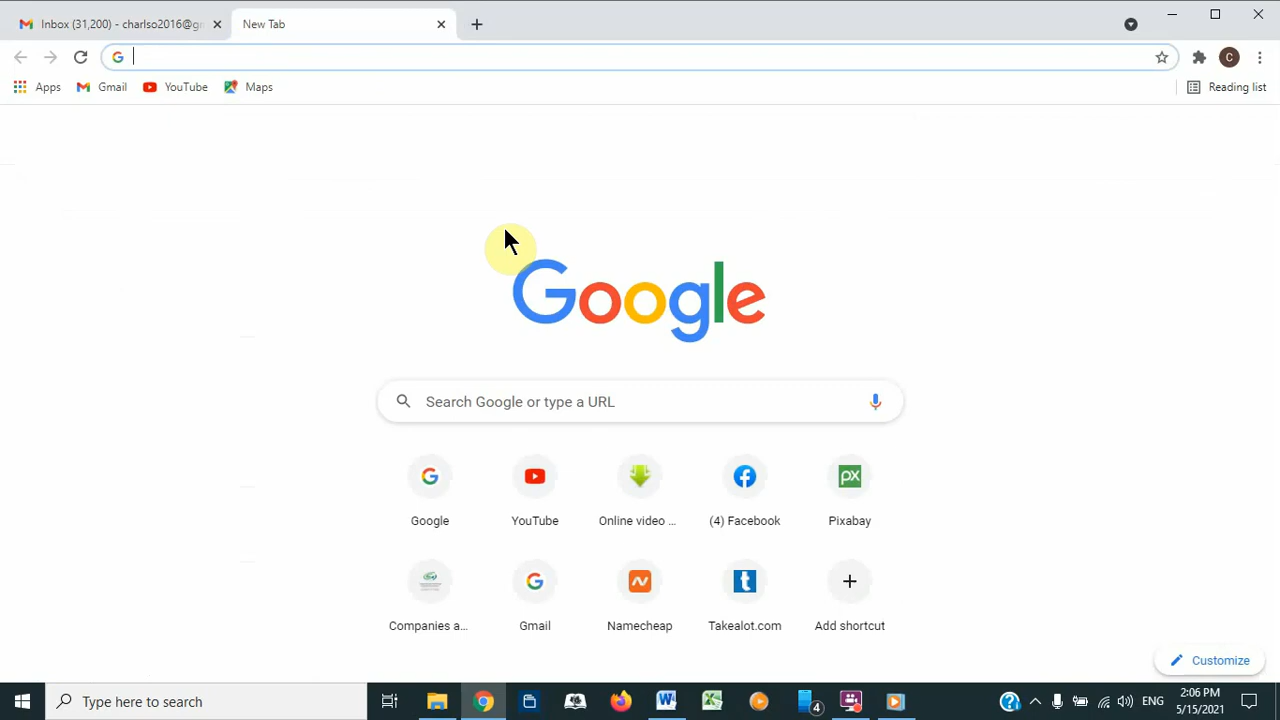 Inbox (31,200) - charlso2016@gr
New Tab
C
Apps
Gmail
YouTube
Maps
Reading list
Google
Search Google or type a URL
Google
YouTube
Online video ...
(4) Facebook
px
Pixabay
Companies a...
Gmail
Namecheap
t
Takealot.com
Add shortcut
Customize
Type here to search
4
ENG
2:06 PM
5/15/2021